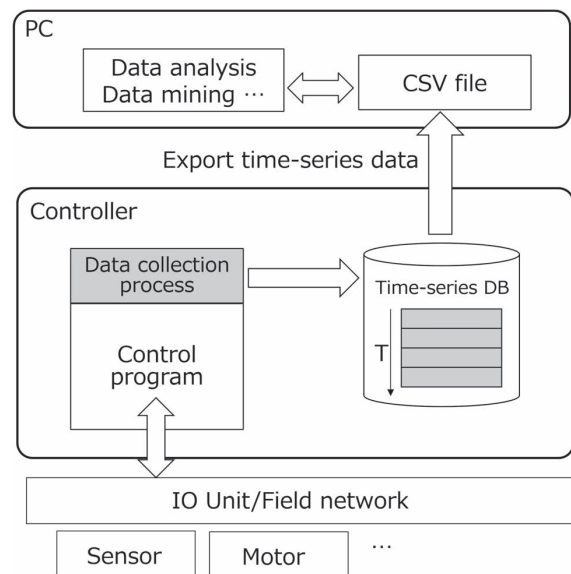 PC
Data analysis
Data mining ⋯
CSV file
Export time-series data
Controller
Data collection
process
Control
program
Time-series DB
T
IO Unit/Field network
Sensor
Motor
⋯